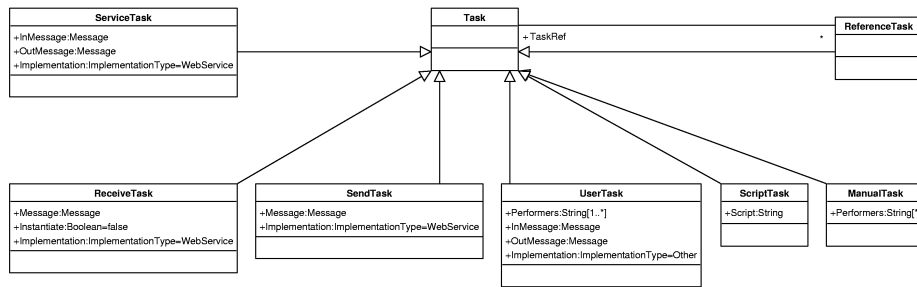 ServiceTask
+InMessage:Message
+OutMessage:Message
+Implementation:ImplementationType=WebService
Task
+ TaskRef
*
ReferenceTask
ReceiveTask
+Message:Message
+Instantiate:Boolean=false
+Implementation:ImplementationType=WebService
SendTask
+Message:Message
+Implementation:ImplementationType=WebService
UserTask
+Performers:String[1..*]
+InMessage:Message
+OutMessage:Message
+Implementation:ImplementationType=Other
ScriptTask
+Script:String
ManualTask
+Performers:String[*